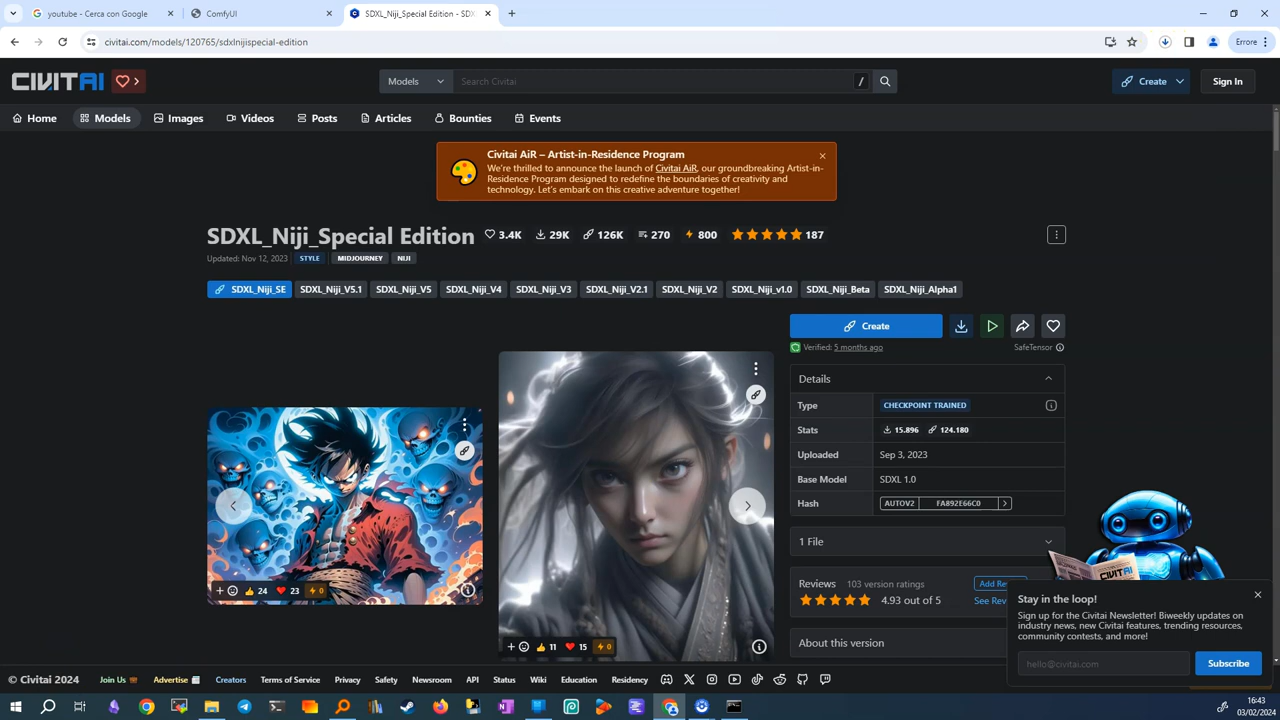 youtube - Cerca con Google
ComfyUI
SDXL_Niji_Special Edition - SDX
civitai.com/models/120765/sdxlnijispecial-edition
Errore
CIVITAI
Models
Search Civitai
/
Create
Sign In
Home
Models
Images
Videos
Posts
Articles
Bounties
Events
Civitai AiR – Artist-in-Residence Program
We're thrilled to announce the launch of Civitai AiR, our groundbreaking Artist-in-
Residence Program designed to redefine the boundaries of creativity and
technology. Let's embark on this creative adventure together!
SDXL_Niji_Special Edition
3.4K
29K
126K
270
800
187
Updated: Nov 12, 2023
STYLE
MIDJOURNEY
NIJI
SDXL_Niji_SE
SDXL_Niji_V5.1
SDXL_Niji_V5
SDXL_Niji_V4
SDXL_Niji_V3
SDXL_Niji_V2.1
SDXL_Niji_V2
SDXL_Niji_v1.0
SDXL_Niji_Beta
SDXL_Niji_Alpha1
Create
Verified: 5 months ago
SafeTensor
Details
Type
CHECKPOINT TRAINED
Stats
15.896
124.180
Uploaded
Sep 3, 2023
Base Model
SDXL 1.0
Hash
AUTOV2
FA892E66C0
1 File
Reviews
103 version ratings
Add Re
4.93 out of 5
See Rev
About this version
24
23
0
11
15
0
CIVITAI
Stay in the loop!
Sign up for the Civitai Newsletter! Biweekly updates on
industry news, new Civitai features, trending resources,
community contests, and more!
hello@civitai.com
Subscribe
© Civitai 2024
Join Us
Advertise
Creators
Terms of Service
Privacy
Safety
Newsroom
API
Status
Wiki
Education
Residency
16:43
03/02/2024